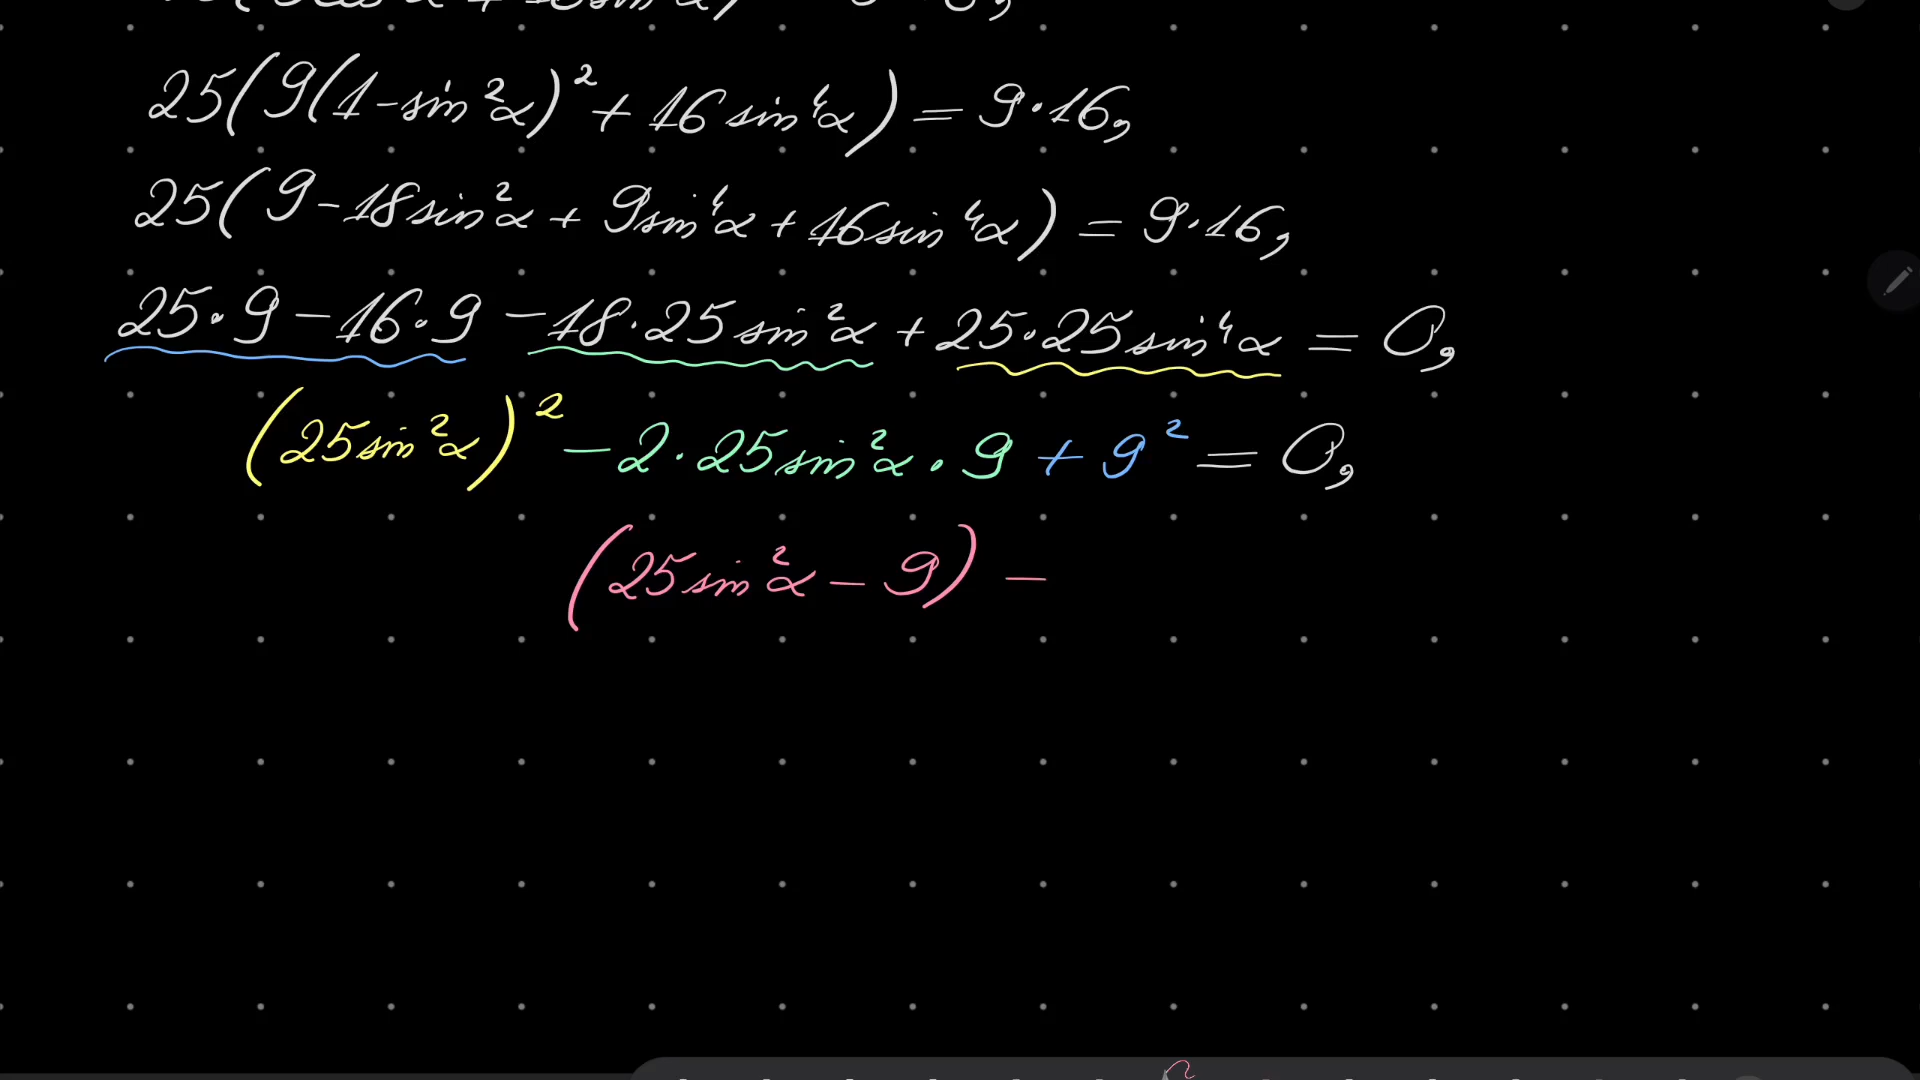 25(9(1-sin²α)² + 16 sin⁴α) = 9·16,
25(9-18sin²α + 9sin⁴α + 16sin⁴α) = 9·16,
25·9 - 16·9 - 18·25 sin²α + 25·25 sin⁴α = 0,
(25sin²α)² - 2·25sin²α·9 + 9² = 0,
(25sin²α - 9) -